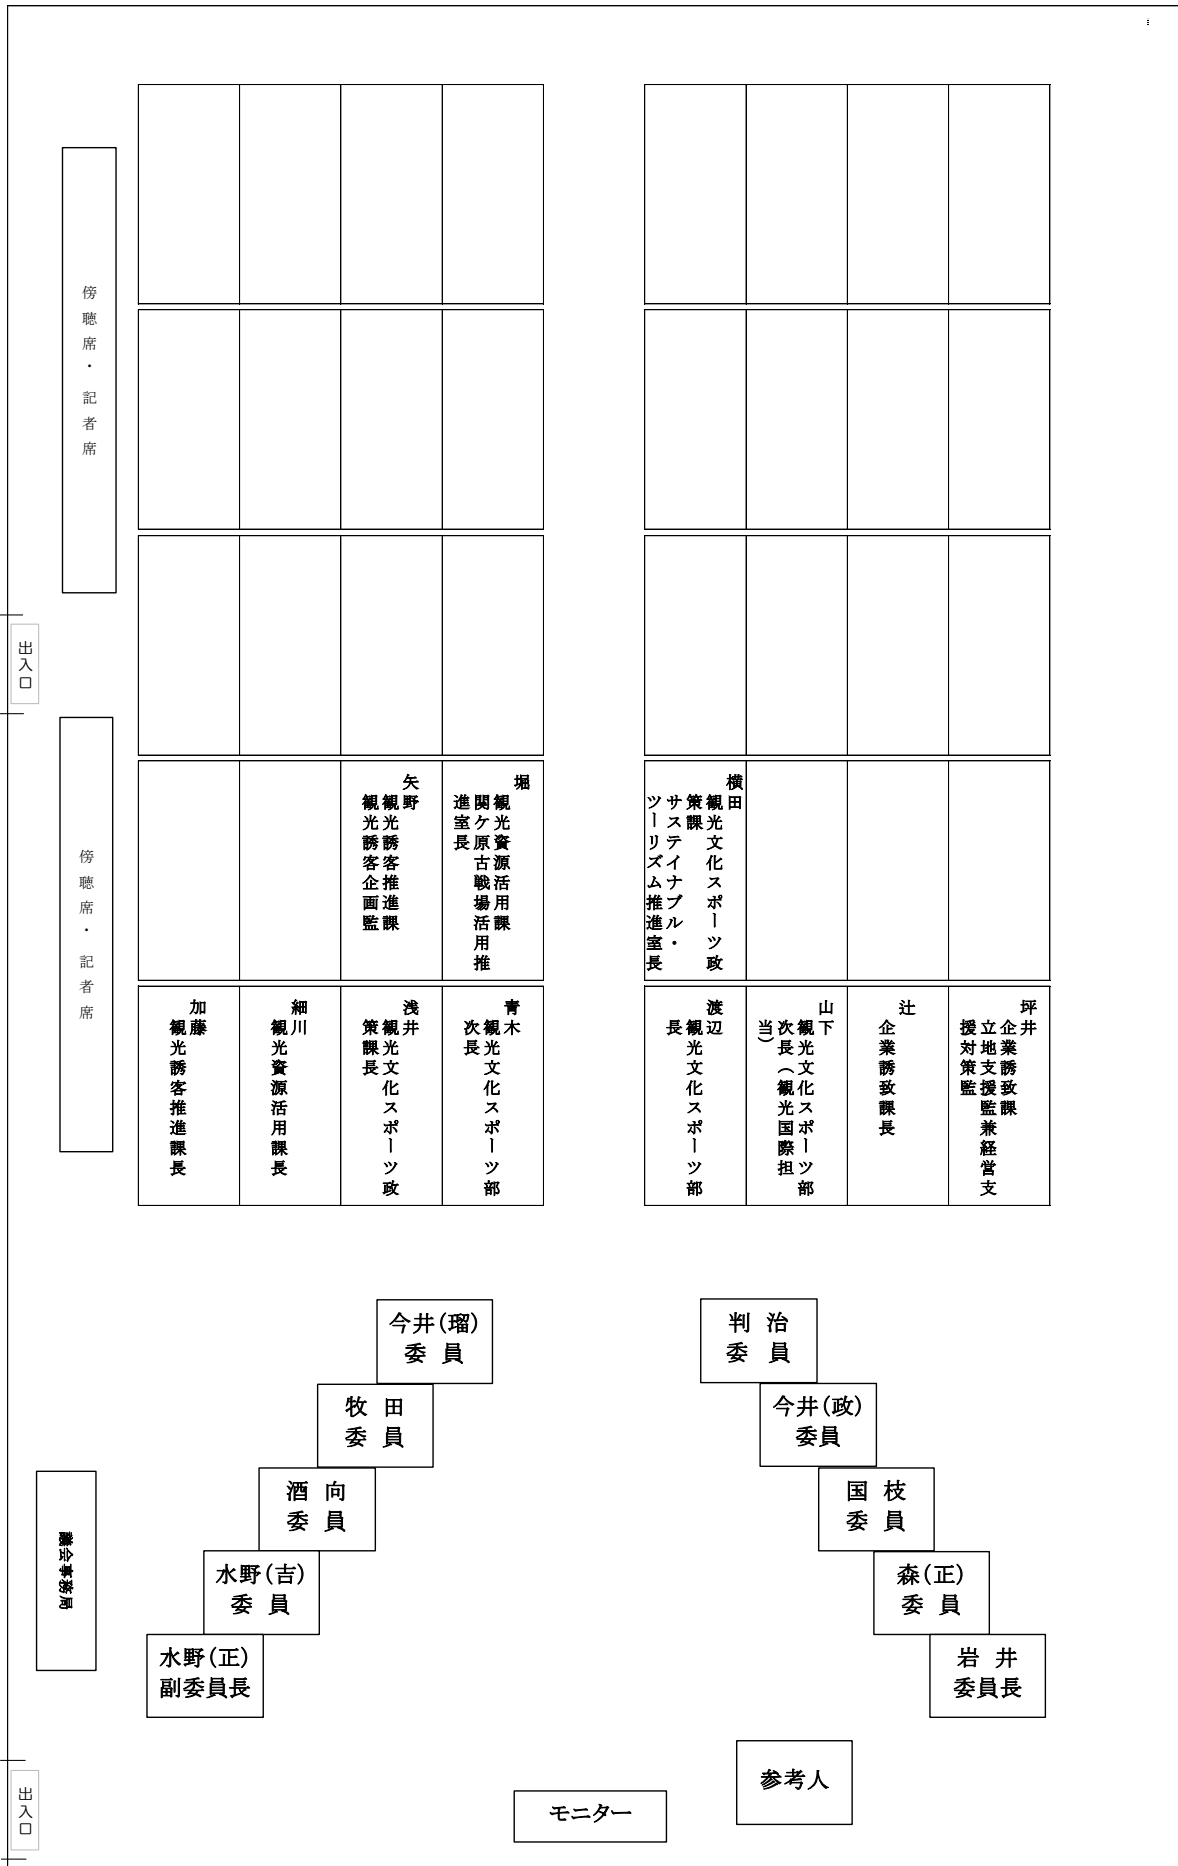 傍聴席・記者席
出入口
傍聴席・記者席
横田
観光文化スポーツ政
策課
サステイナブル・
ツーリズム推進室長
堀
観光資源活用課
関ケ原古戦場活用推
進室長
矢野
観光誘客推進課
観光誘客企画監
坪井
企業誘致課
立地支援監兼経営支
援対策監
辻
企業誘致課長
山下
観光文化スポーツ部
次長(観光国際担
当)
渡辺
観光文化スポーツ部
長
青木
観光文化スポーツ部
次長
浅井
観光文化スポーツ政
策課長
細川
観光資源活用課長
加藤
観光誘客推進課長
今井(瑠)
委員
判治
委員
牧田
委員
今井(政)
委員
酒向
委員
国枝
委員
水野(吉)
委員
森(正)
委員
水野(正)
副委員長
岩井
委員長
議会事務局
参考人
モニター
出入口